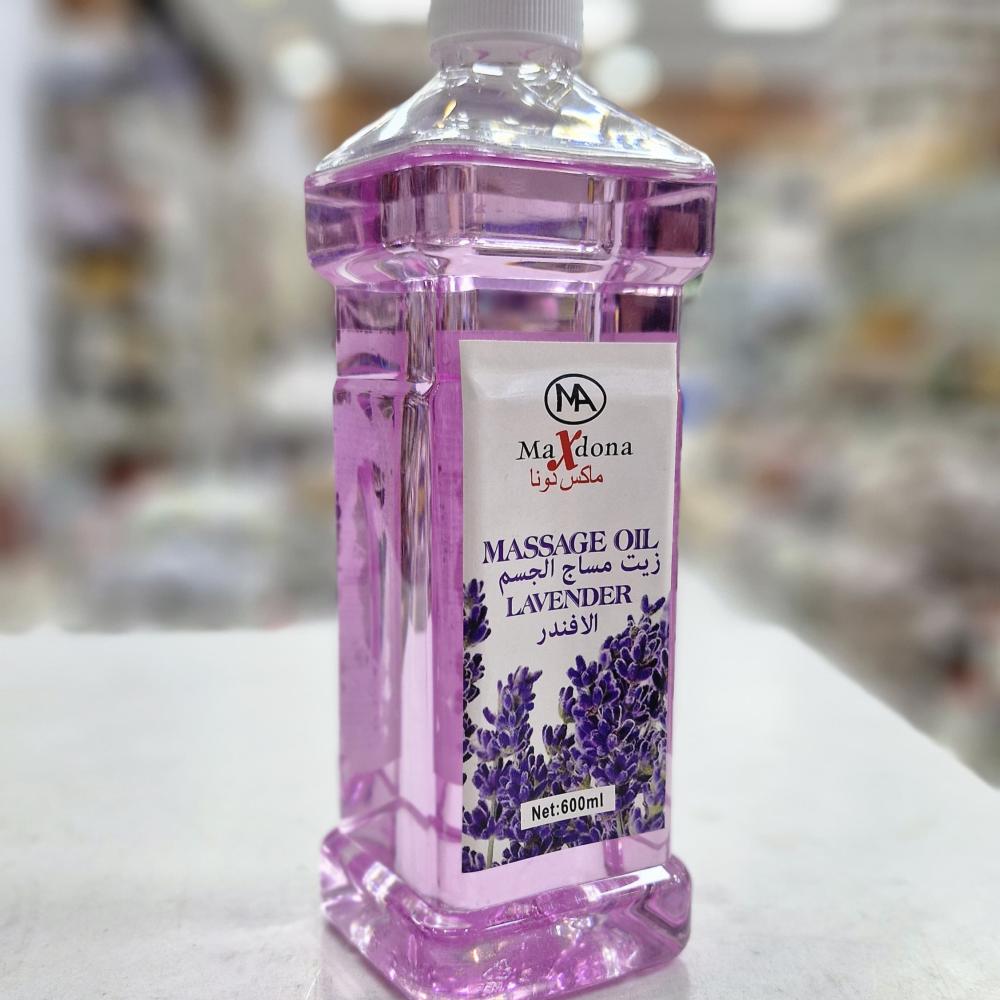 MA
MaXdona
ماكس دونا
MASSAGE OIL
زيت مساج الجسم
LAVENDER
الافندر
Net:600ml